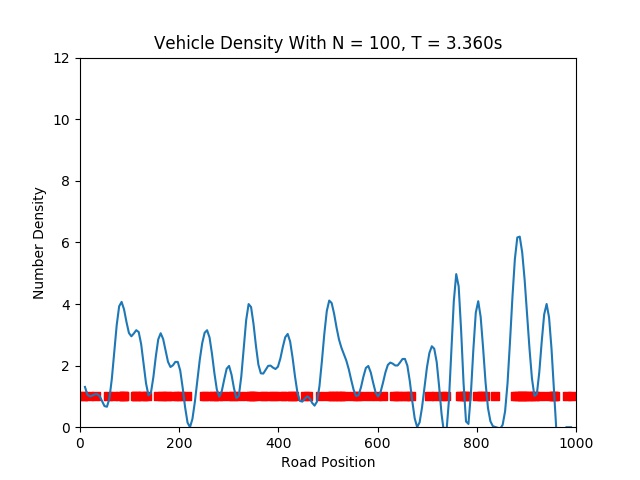 Vehicle Density With N = 100, T = 3.360s
12
10
8
6
4
2
0
Number Density
0 200 400 600 800 1000
Road Position